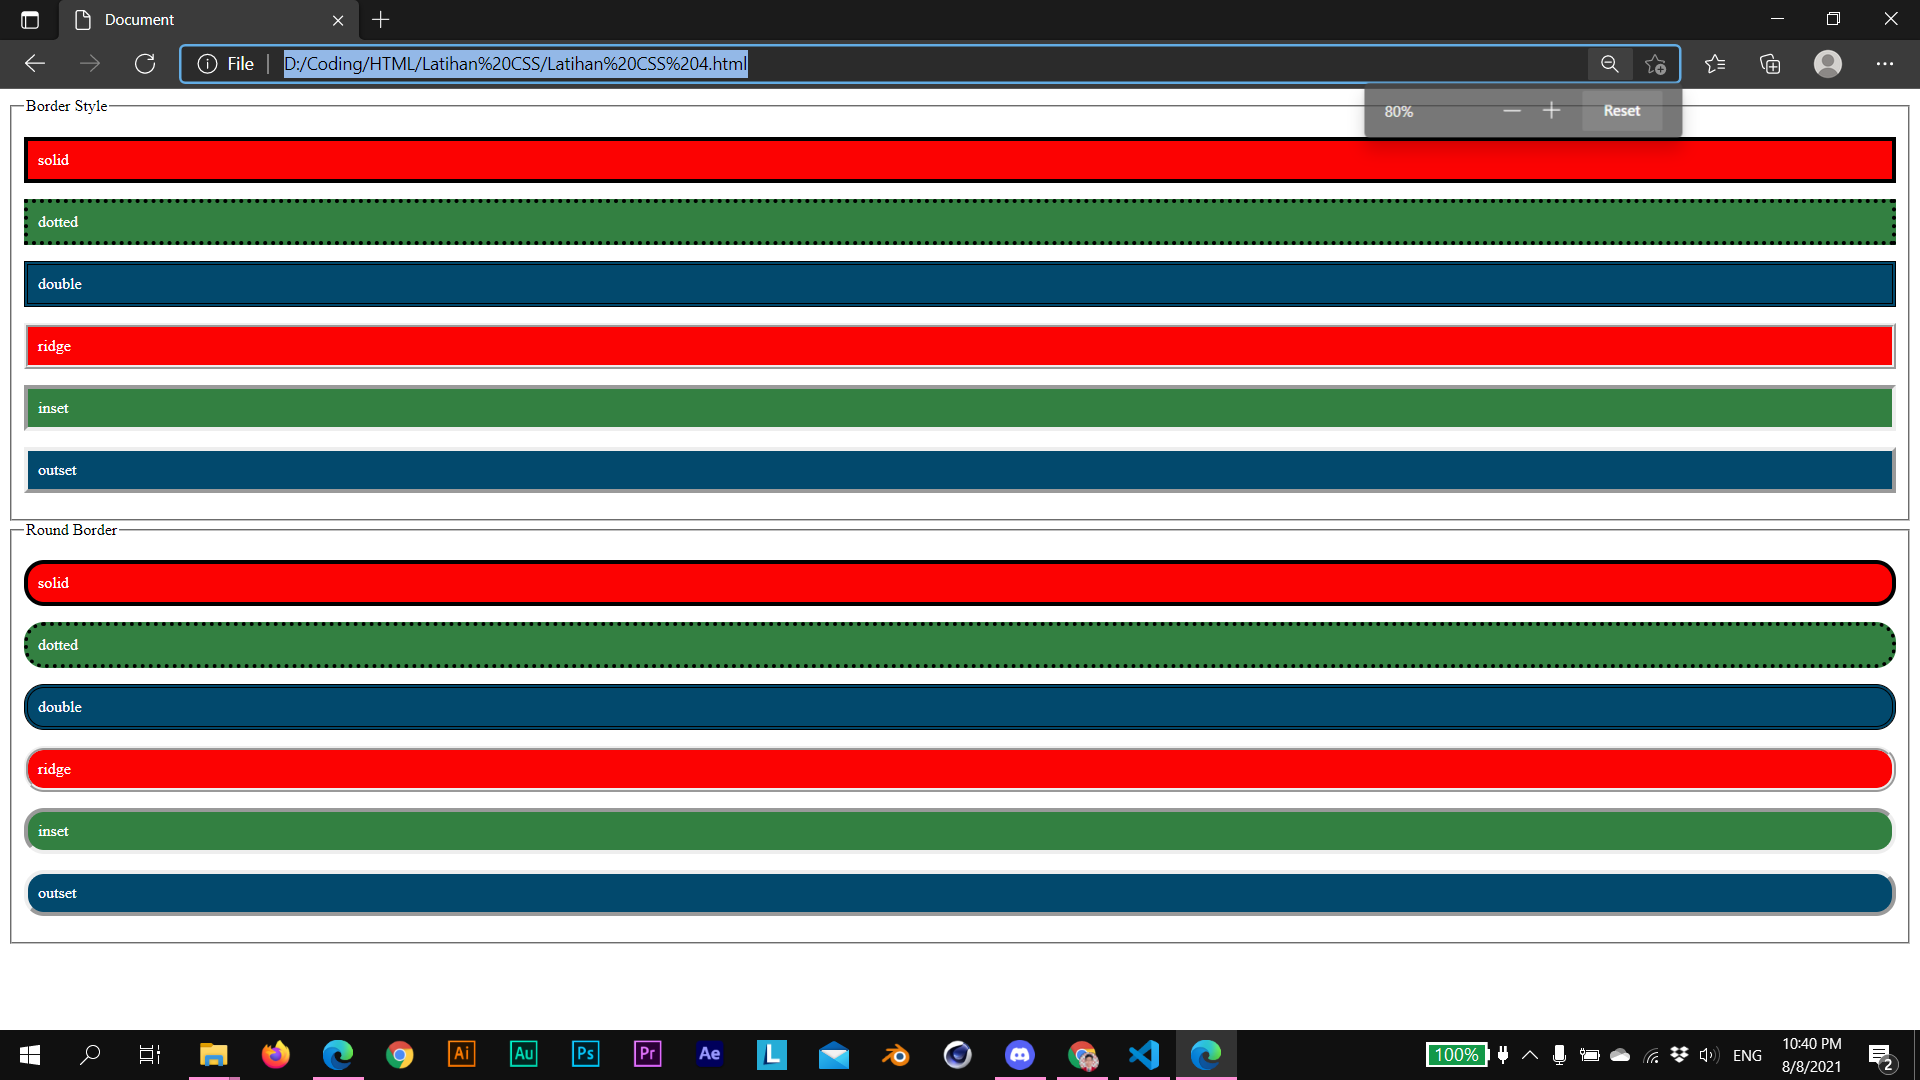 Document
File
D:/Coding/HTML/Latihan%20CSS/Latihan%20CSS%204.html
80%
Reset
Border Style
solid
dotted
double
ridge
inset
outset
Round Border
solid
dotted
double
ridge
inset
outset
Ai
Au
Ps
Pr
Ae
L
100%
ENG
10:40 PM
8/8/2021
2